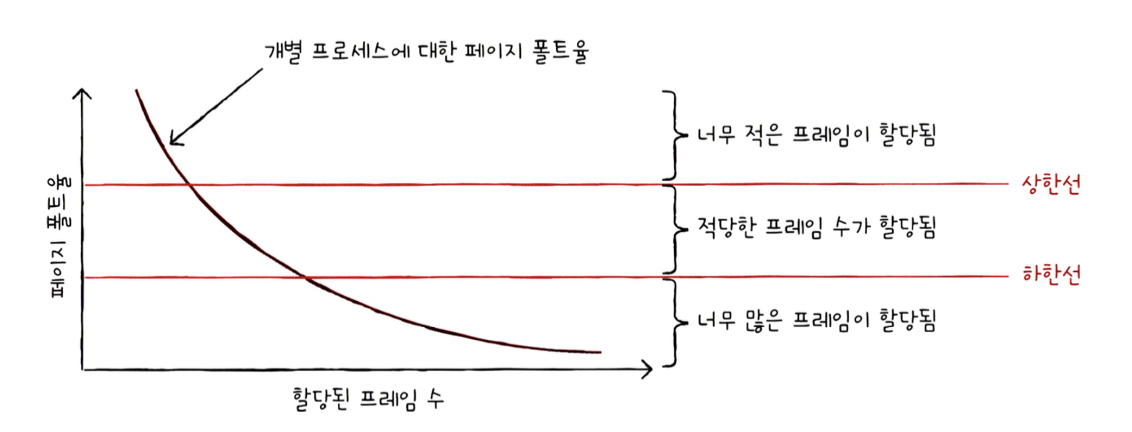 개별 프로세스에 대한 페이지 폴트율
너무 적은 프레임이 할당됨
상한선
페이지 폴트율
적당한 프레임 수가 할당됨
하한선
너무 많은 프레임이 할당됨
할당된 프레임 수